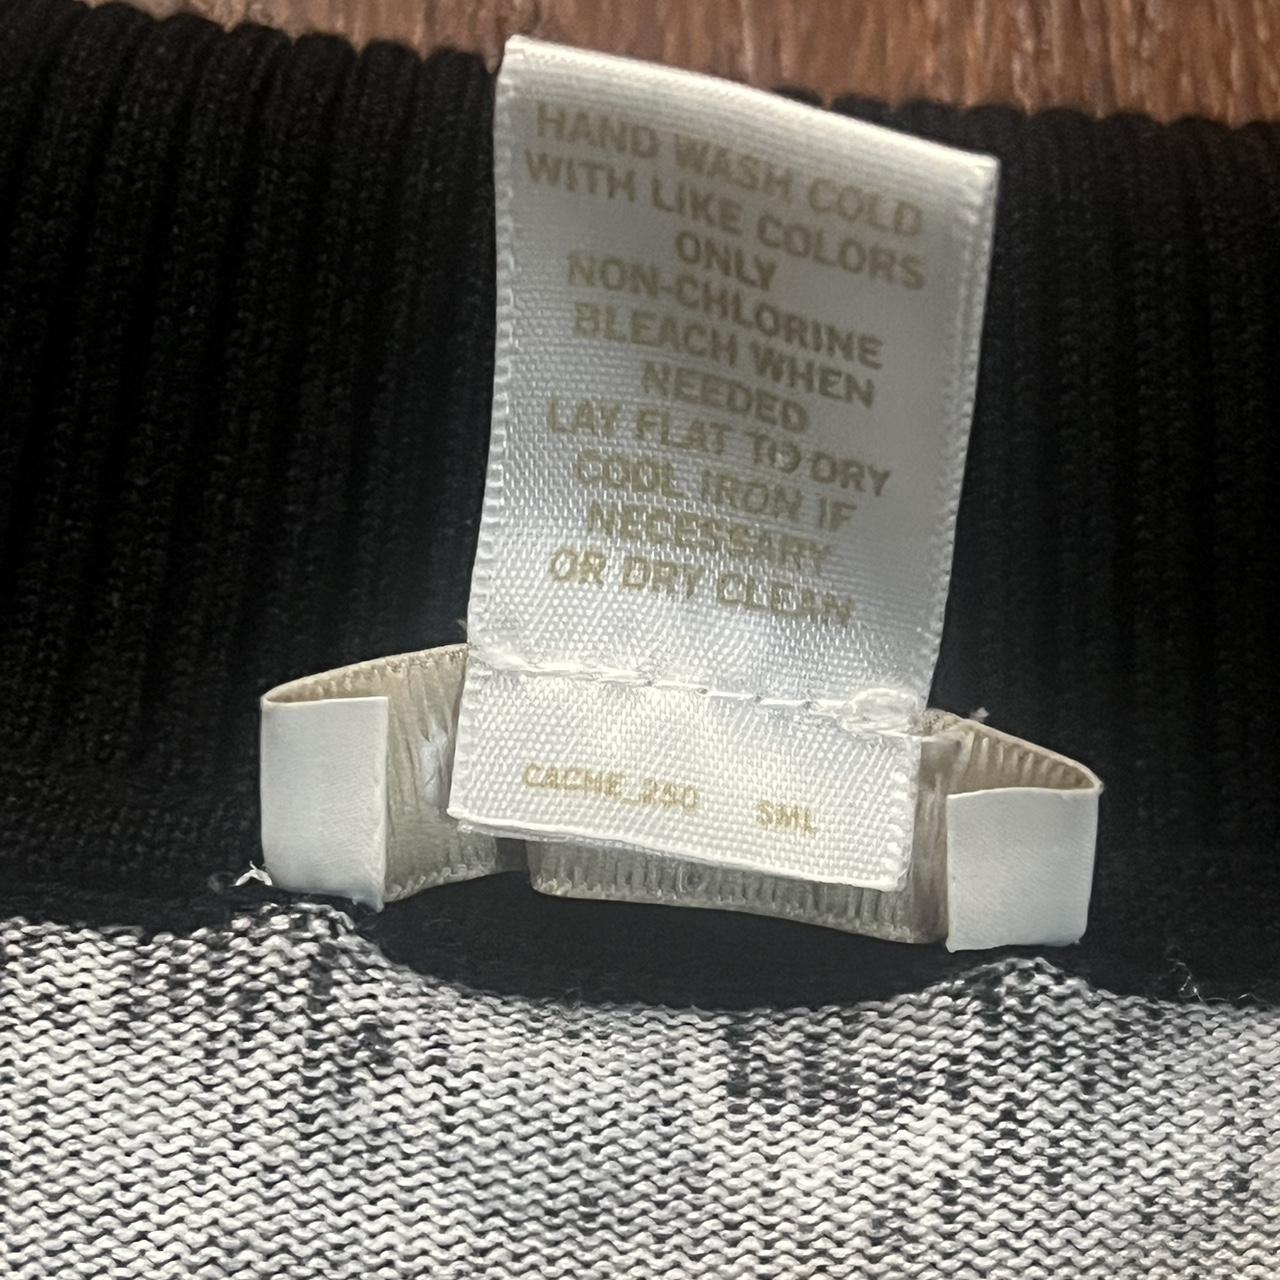 HAND WASH COLD
WITH LIKE COLORS
ONLY
NON-CHLORINE
BLEACH WHEN
NEEDED
LAY FLAT TO DRY
COOL IRON IF
NECESSARY
OR DRY CLEAN
CACHE_250 SML